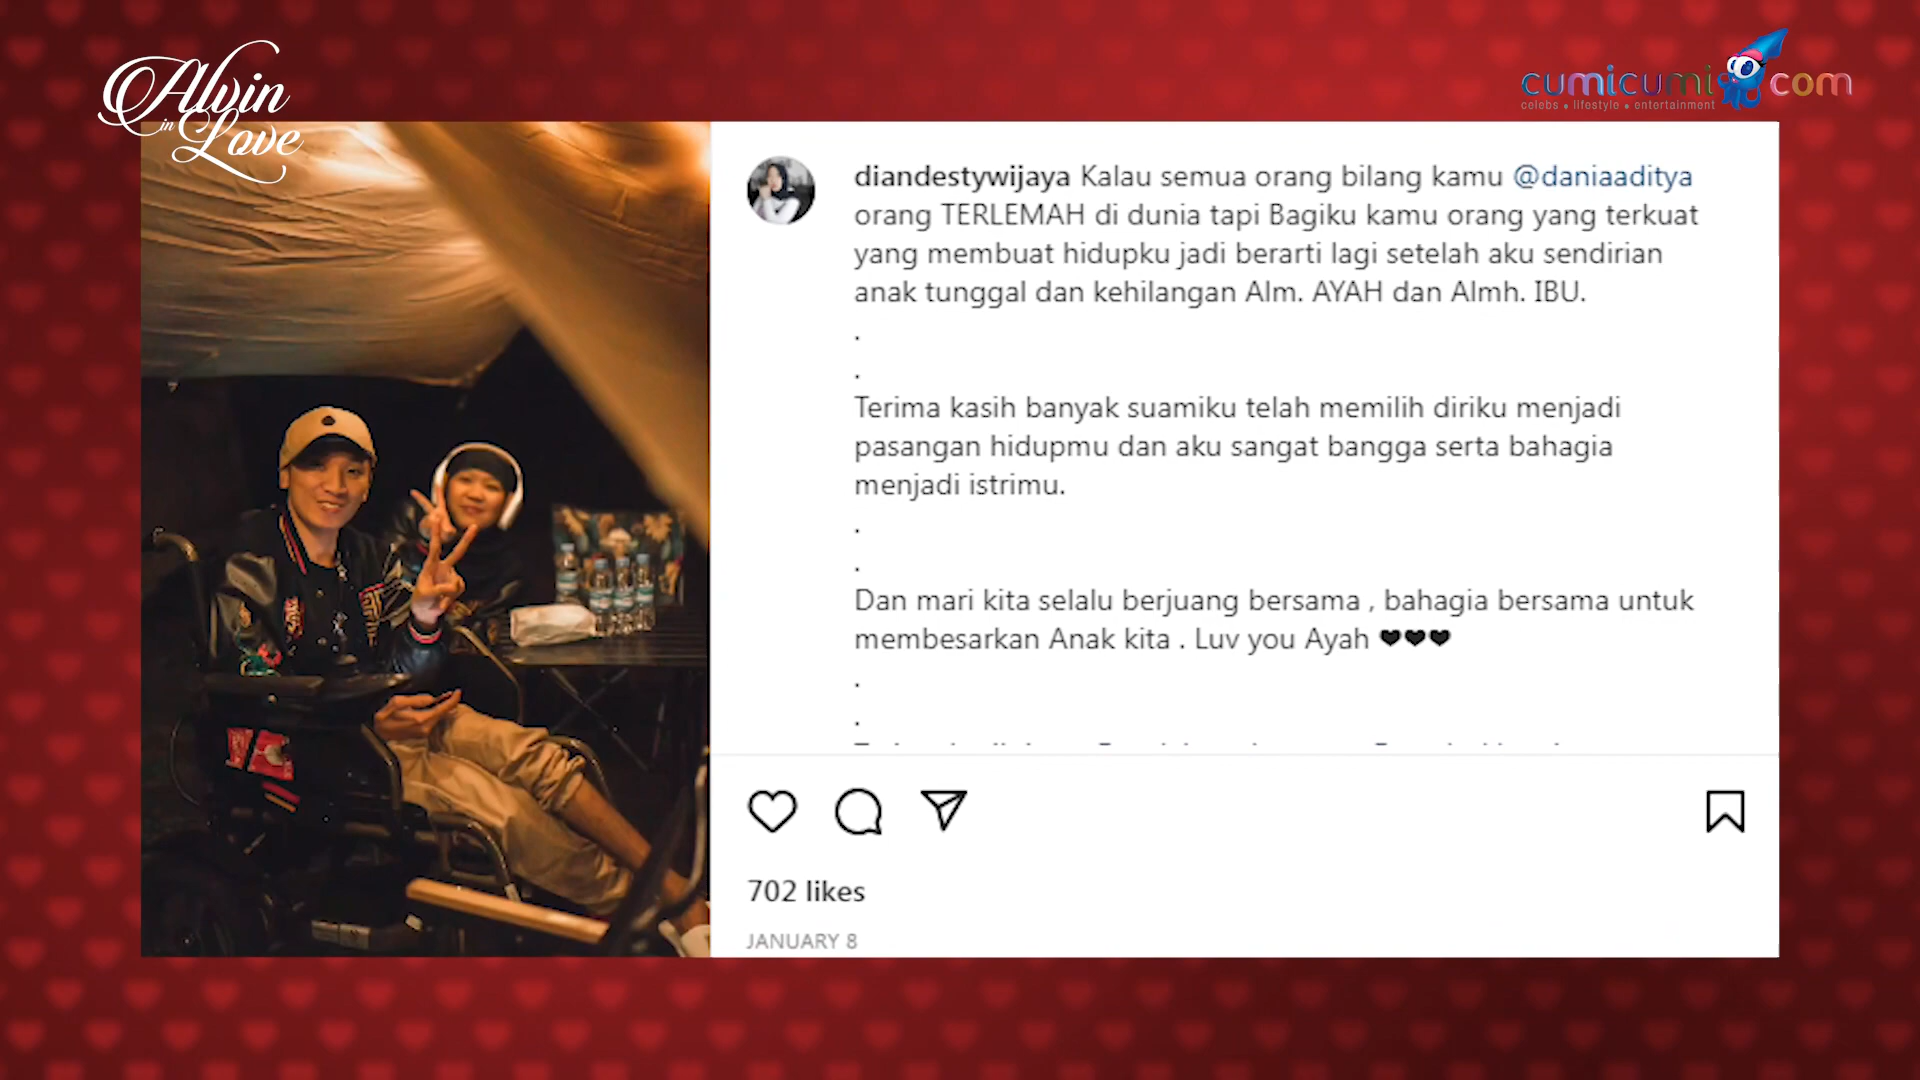 Alvin
in
Love
cumicumi com
celebs • lifestyle • entertainment
diandestywijaya Kalau semua orang bilang kamu @daniaaditya
orang TERLEMAH di dunia tapi Bagiku kamu orang yang terkuat
yang membuat hidupku jadi berarti lagi setelah aku sendirian
anak tunggal dan kehilangan Alm. AYAH dan Almh. IBU.
.
.
Terima kasih banyak suamiku telah memilih diriku menjadi
pasangan hidupmu dan aku sangat bangga serta bahagia
menjadi istrimu.
.
.
Dan mari kita selalu berjuang bersama , bahagia bersama untuk
membesarkan Anak kita . Luv you Ayah ♥♥♥
.
.
702 likes
JANUARY 8